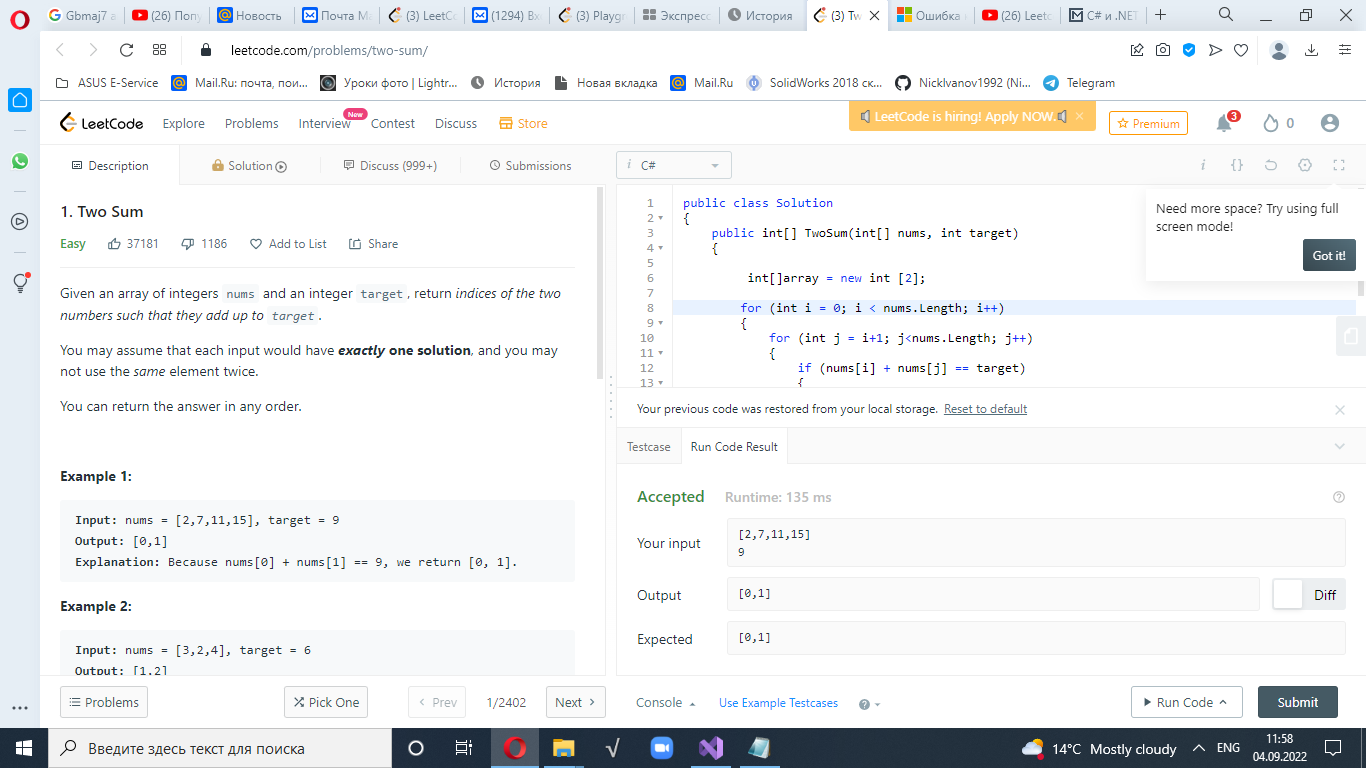 Gbmaj7 a
(26) Попу
Новость
Почта Ma
(3) LeetCo
(1294) Вх
(3) Playgr
Экспресс
История
(3) Tw
Ошибка
(26) Leetc
C# и .NET
leetcode.com/problems/two-sum/
ASUS E-Service
Mail.Ru: почта, пои...
Уроки фото | Lightr...
История
Новая вкладка
Mail.Ru
SolidWorks 2018 ск...
NickIvanov1992 (Ni...
Telegram
LeetCode
Explore
Problems
Interview
New
Contest
Discuss
Store
LeetCode is hiring! Apply NOW.
Premium
3
0
Description
Solution
Discuss (999+)
Submissions
i C#
1. Two Sum
Easy 37181 1186 Add to List Share
Given an array of integers nums and an integer target, return indices of the two
numbers such that they add up to target.
You may assume that each input would have exactly one solution, and you may
not use the same element twice.
You can return the answer in any order.
Example 1:
Input: nums = [2,7,11,15], target = 9
Output: [0,1]
Explanation: Because nums[0] + nums[1] == 9, we return [0, 1].
Example 2:
Input: nums = [3,2,4], target = 6
Output: [1,2]
Problems
Pick One
Prev
1/2402
Next
i {}
1 public class Solution
2 {
3 public int[] TwoSum(int[] nums, int target)
4 {
5
6 int[]array = new int [2];
7
8 for (int i = 0; i < nums.Length; i++)
9 {
10 for (int j = i+1; j<nums.Length; j++)
11 {
12 if (nums[i] + nums[j] == target)
13 {
Need more space? Try using full
screen mode!
Got it!
Your previous code was restored from your local storage. Reset to default
Testcase
Run Code Result
Accepted Runtime: 135 ms
Your input
[2,7,11,15]
9
Output
[0,1]
Diff
Expected
[0,1]
Console
Use Example Testcases
Run Code
Submit
Введите здесь текст для поиска
14°C Mostly cloudy
ENG
11:58
04.09.2022